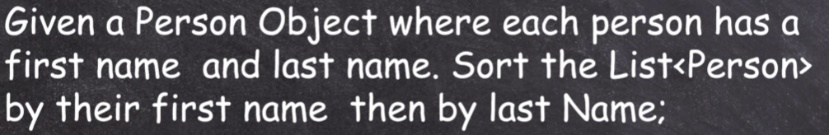 Given a Person Object where each person has a
first name and last name. Sort the List<Person>
by their first name then by last Name;